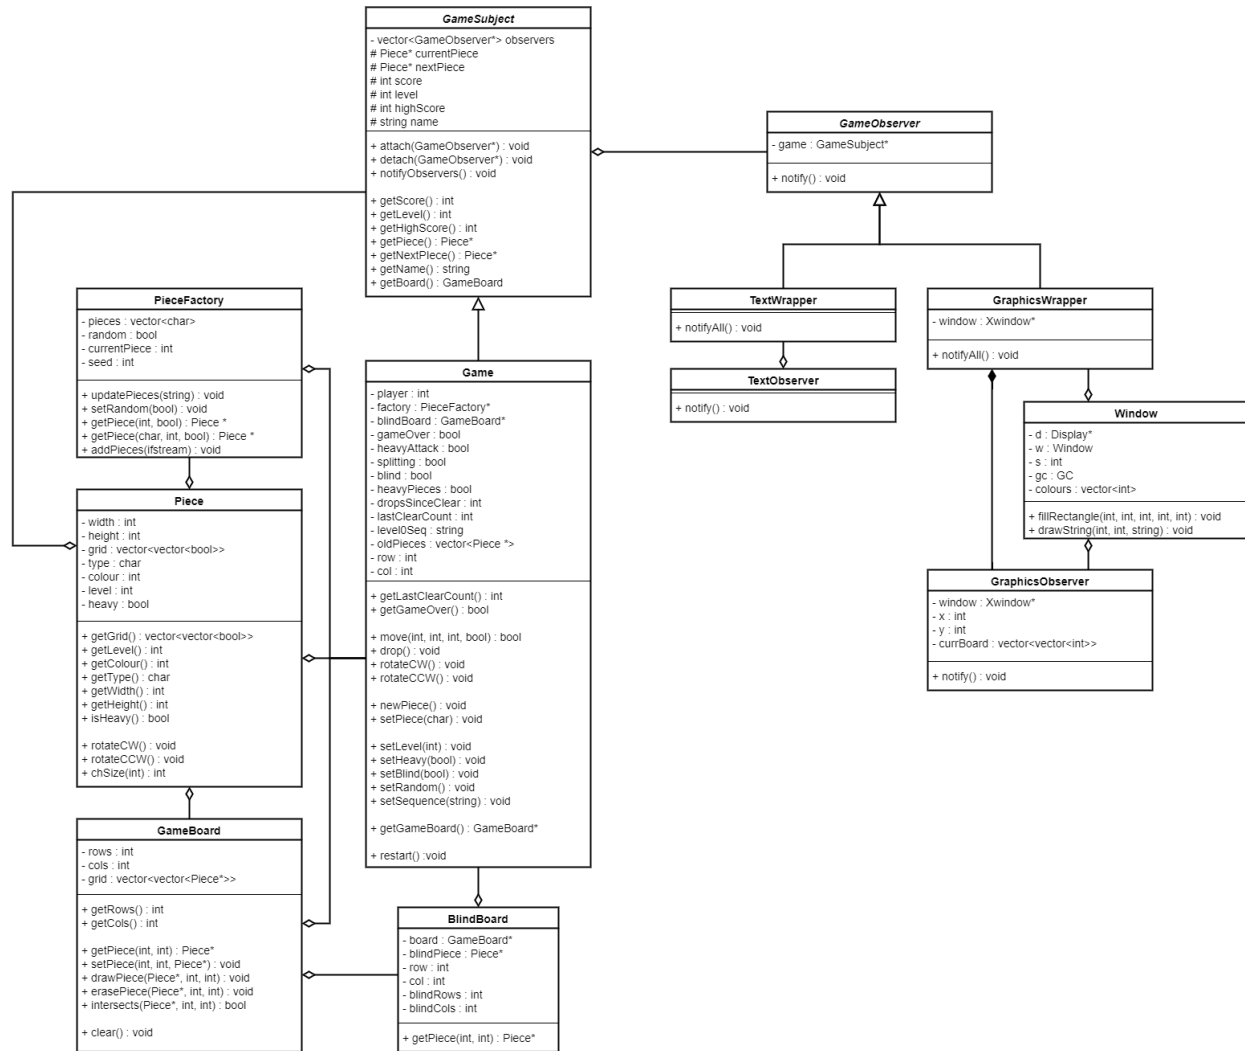 GameSubject
- vector<GameObserver*> observers
# Piece* currentPiece
# Piece* nextPiece
# int score
# int level
# int highScore
# string name
+ attach(GameObserver*) : void
+ detach(GameObserver*) : void
+ notifyObservers() : void
+ getScore() : int
+ getLevel() : int
+ getHighScore() : int
+ getPiece() : Piece*
+ getNextPIece() : Piece*
+ getName() : string
+ getBoard() : GameBoard
GameObserver
- game : GameSubject*
+ notify() : void
PieceFactory
- pieces : vector<char>
- random : bool
- currentPiece : int
- seed : int
+ updatePieces(string) : void
+ setRandom(bool) : void
+ getPiece(int, bool) : Piece *
+ getPiece(char, int, bool) : Piece *
+ addPieces(ifstream) : void
TextWrapper
+ notifyAll() : void
GraphicsWrapper
- window : Xwindow*
+ notifyAll() : void
Game
- player : int
- factory : PieceFactory*
- blindBoard : GameBoard*
- gameOver : bool
- heavyAttack : bool
- splitting : bool
- blind : bool
- heavyPieces : bool
- dropsSinceClear : int
- lastClearCount : int
- level0Seq : string
- oldPieces : vector<Piece *>
- row : int
- col : int
+ getLastClearCount() : int
+ getGameOver() : bool
+ move(int, int, int, bool) : bool
+ drop() : void
+ rotateCW() : void
+ rotateCCW() : void
+ newPiece() : void
+ setPiece(char) : void
+ setLevel(int) : void
+ setHeavy(bool) : void
+ setBlind(bool) : void
+ setRandom() : void
+ setSequence(string) : void
+ getGameBoard() : GameBoard*
+ restart() :void
TextObserver
+ notify() : void
Window
- d : Display*
- w : Window
- s : int
- gc : GC
- colours : vector<int>
+ fillRectangle(int, int, int, int, int) : void
+ drawString(int, int, string) : void
Piece
- width : int
- height : int
- grid : vector<vector<bool>>
- type : char
- colour : int
- level : int
- heavy : bool
+ getGrid() : vector<vector<bool>>
+ getLevel() : int
+ getColour() : int
+ getType() : char
+ getWidth() : int
+ getHeight() : int
+ isHeavy() : bool
+ rotateCW() : void
+ rotateCCW() : void
+ chSize(int) : int
GraphicsObserver
- window : Xwindow*
- x : int
- y : int
- currBoard : vector<vector<int>>
+ notify() : void
GameBoard
- rows : int
- cols : int
- grid : vector<vector<Piece*>>
+ getRows() : int
+ getCols() : int
+ getPiece(int, int) : Piece*
+ setPiece(int, int, Piece*) : void
+ drawPiece(Piece*, int, int) : void
+ erasePiece(Piece*, int, int) : void
+ intersects(Piece*, int, int) : bool
+ clear() : void
BlindBoard
- board : GameBoard*
- blindPiece : Piece*
- row : int
- col : int
- blindRows : int
- blindCols : int
+ getPiece(int, int) : Piece*